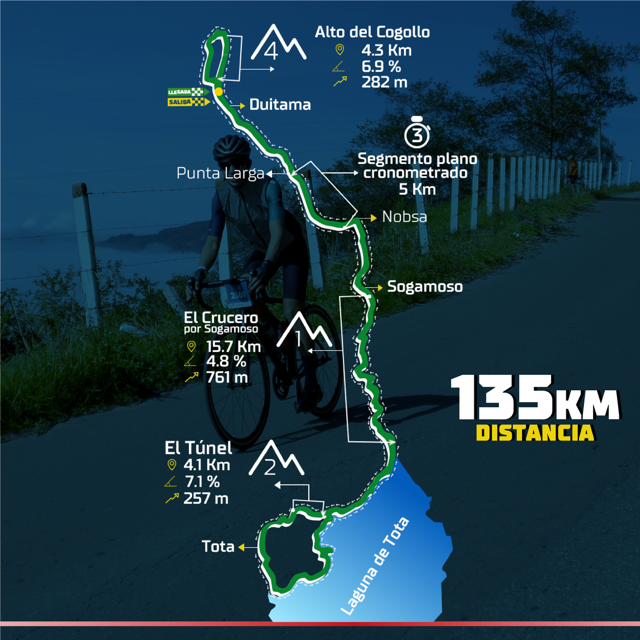 Alto del Cogollo
4
4.3 Km
6.9 %
282 m
LLEGADA
SALIDA
Duitama
3
Segmento plano
cronometrado
5 Km
Punta Larga
Nobsa
Sogamoso
El Crucero
por Sogamoso
1
15.7 Km
4.8 %
761 m
135KM
DISTANCIA
El Túnel
2
4.1 Km
7.1 %
257 m
Tota
Laguna de Tota